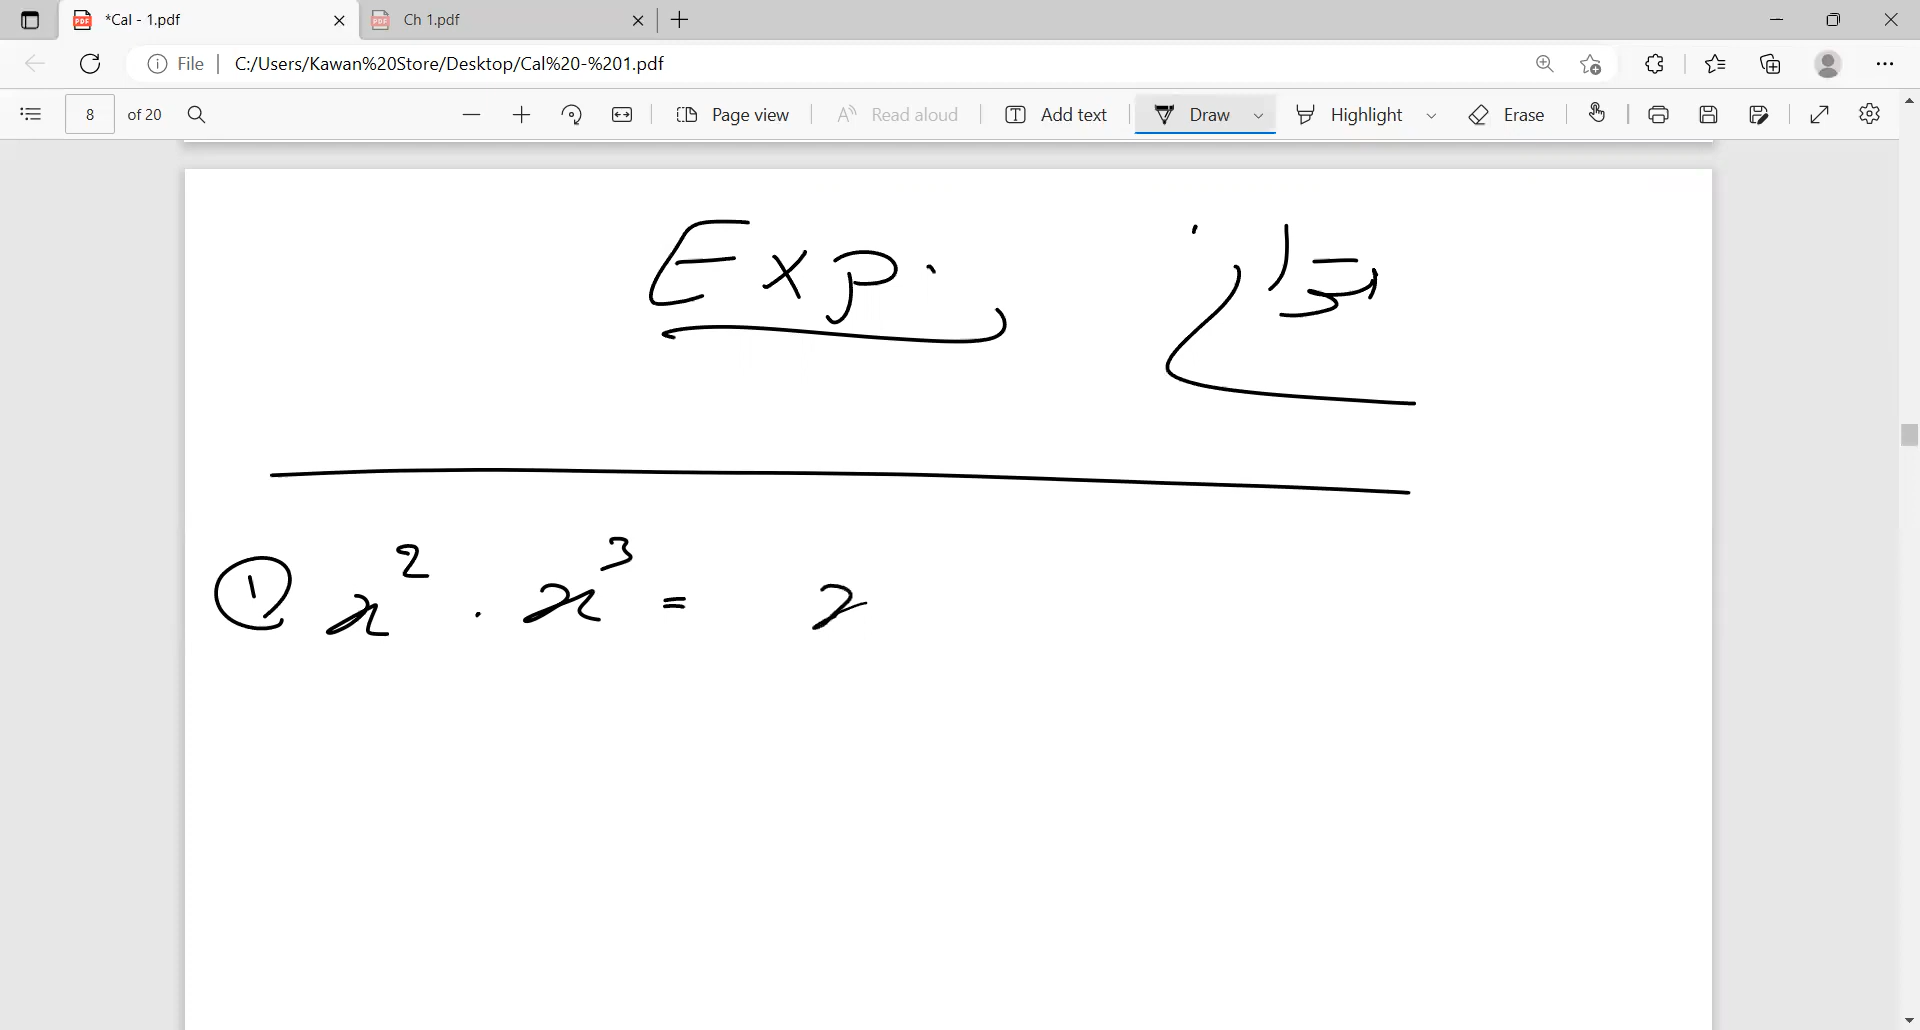 *Cal - 1.pdf
Ch 1.pdf
File
C:/Users/Kawan%20Store/Desktop/Cal%20-%201.pdf
8 of 20
Page view
Read aloud
Add text
Draw
Highlight
Erase
Exp.
① x² . x³ = x